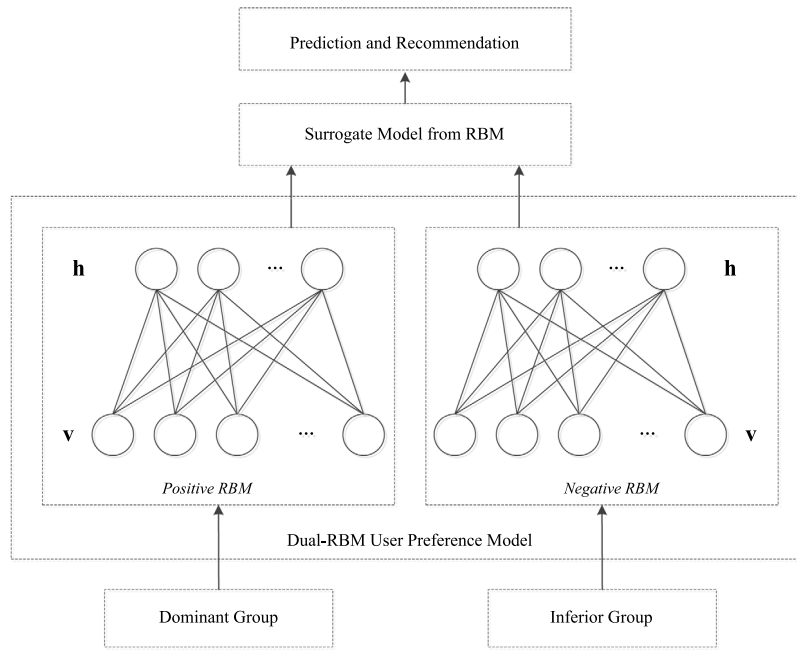 Prediction and Recommendation
Surrogate Model from RBM
h ... ... h
v ... ... v
Positive RBM Negative RBM
Dual-RBM User Preference Model
Dominant Group Inferior Group